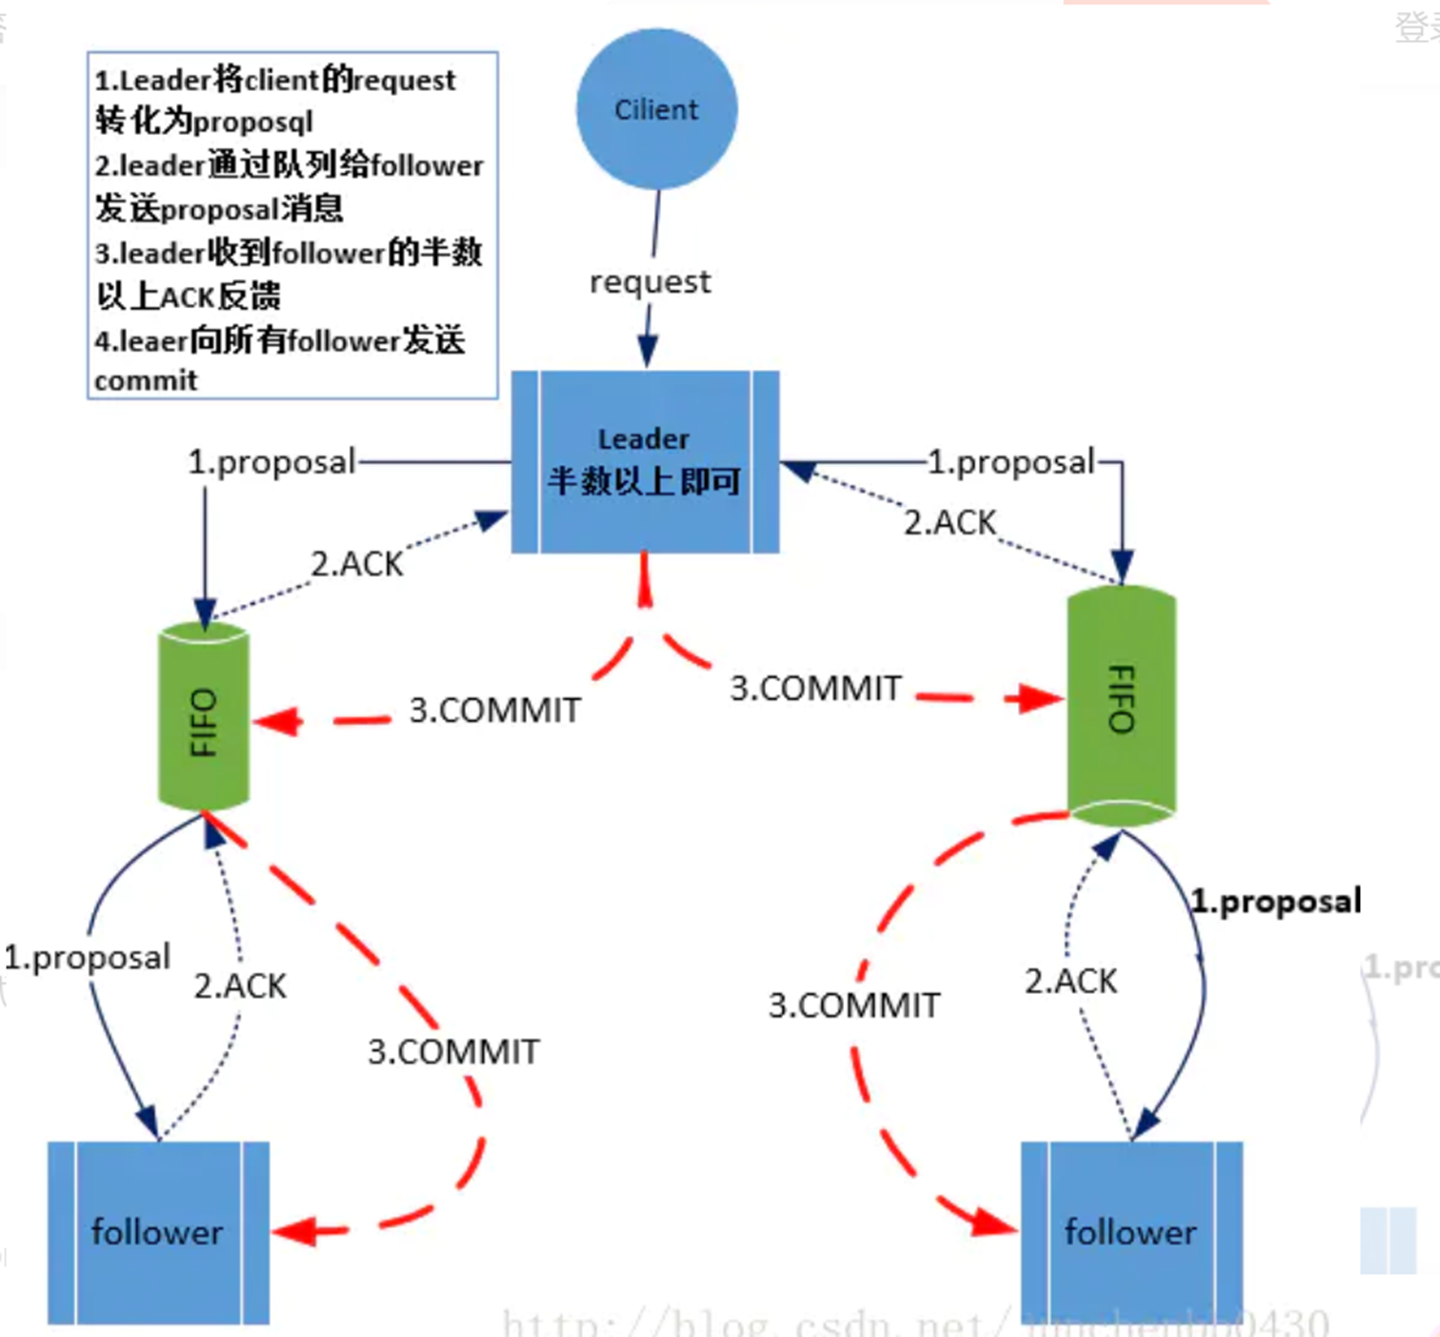 登录
Cilient
1.Leader将client的request
转化为proposql
2.leader通过队列给follower
发送proposal消息
3.leader收到follower的半数
以上ACK反馈
4.leaer向所有follower发送
commit
request
Leader
半数以上即可
1.proposal
1.proposal
2.ACK
2.ACK
3.COMMIT
3.COMMIT
FIFO
FIFO
1.proposal
1.proposal
2.ACK
2.ACK
3.COMMIT
3.COMMIT
follower
follower
http://blog.csdn.net/